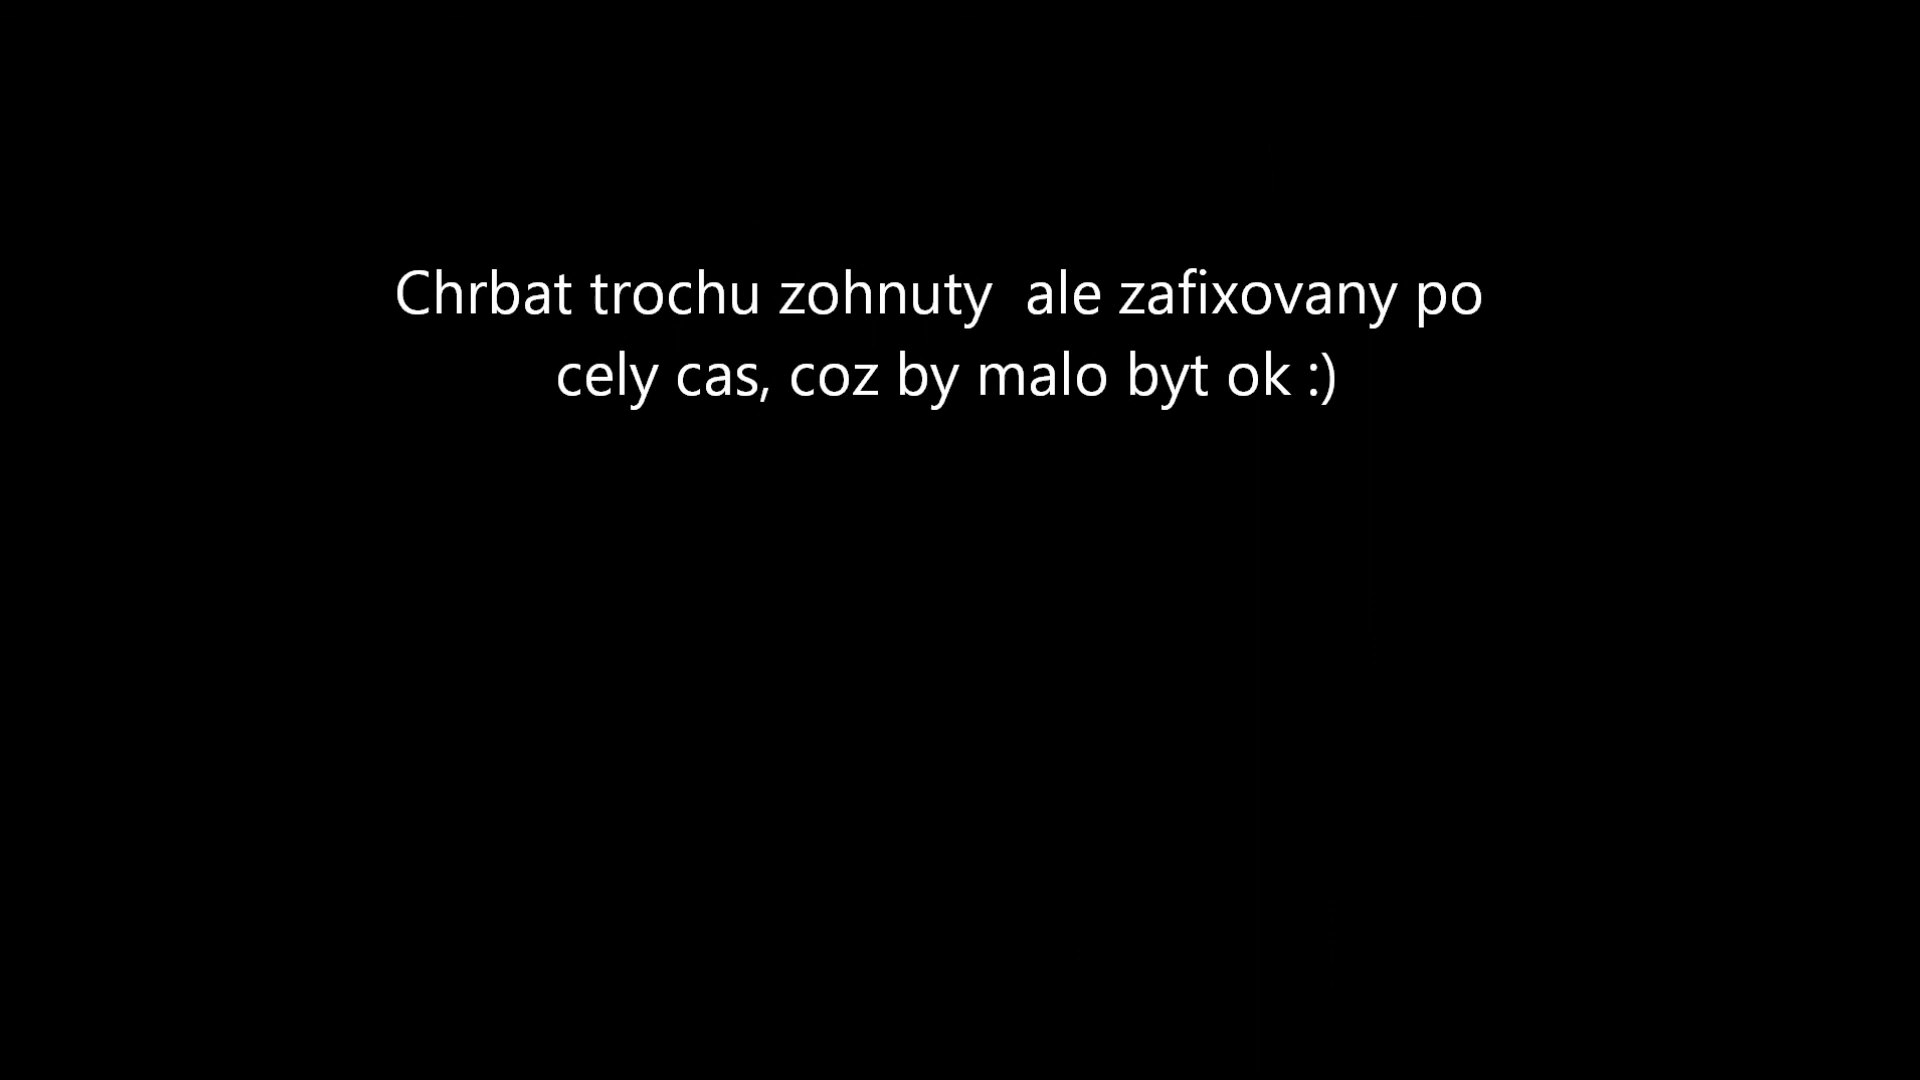 Chrbat trochu zohnuty  ale zafixovany po
cely cas, coz by malo byt ok :)